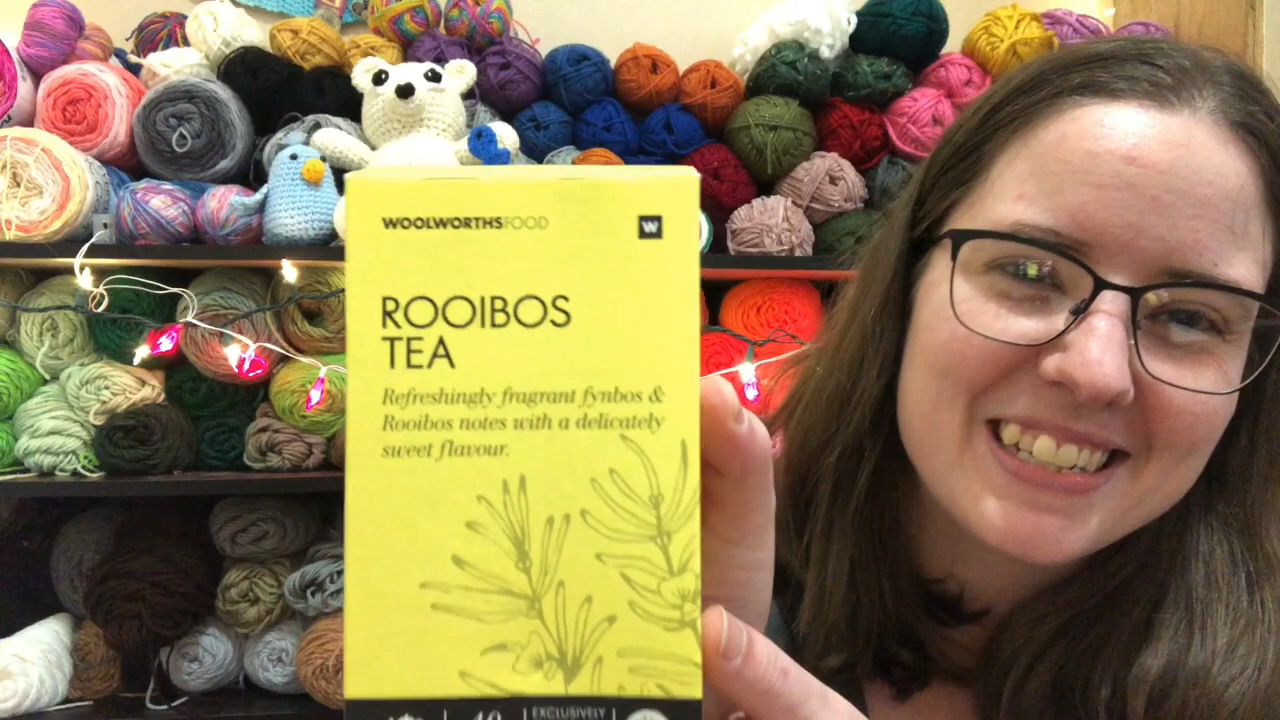 WOOLWORTHSFOOD
W
ROOIBOS
TEA
Refreshingly fragrant fynbos &
Rooibos notes with a delicately
sweet flavour.
EXCLUSIVELY